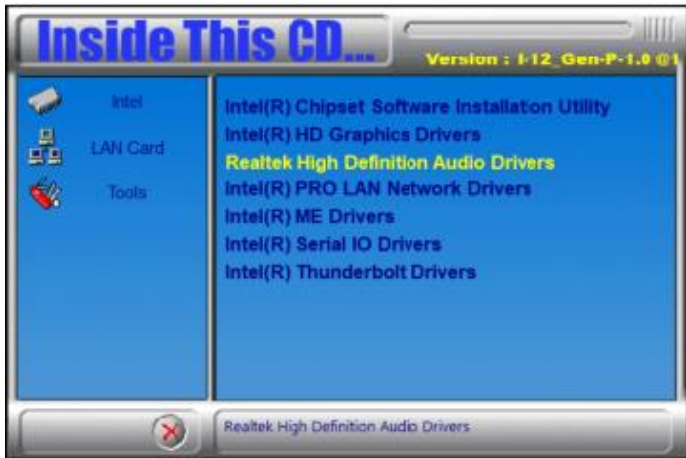 Inside This CD...
Version : I-12_Gen-P-1.0 @1
Intel
LAN Card
Tools
Intel(R) Chipset Software Installation Utility
Intel(R) HD Graphics Drivers
Realtek High Definition Audio Drivers
Intel(R) PRO LAN Network Drivers
Intel(R) ME Drivers
Intel(R) Serial IO Drivers
Intel(R) Thunderbolt Drivers
Realtek High Definition Audio Drivers